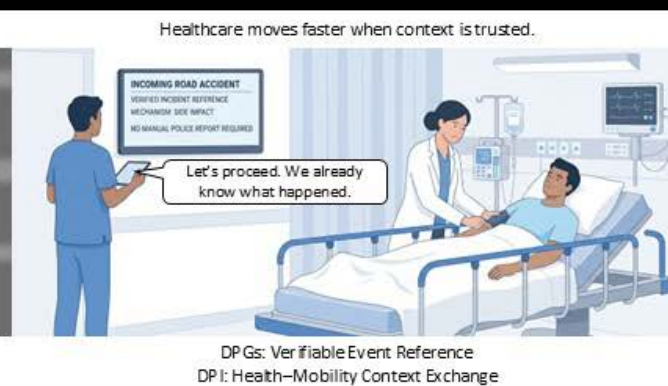 Healthcare moves faster when context is trusted.
INCOMING ROAD ACCIDENT
VERIFIED INCIDENT REFERENCE
MECHANISM SIDE IMPACT
NO MANUAL POLICE REPORT REQUIRED
Let's proceed. We already
know what happened.
DPGs: Verifiable Event Reference
DPI: Health–Mobility Context Exchange